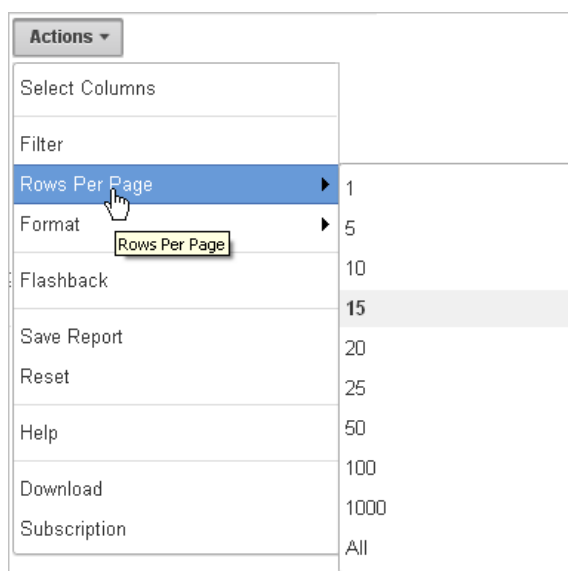 Actions
Select Columns
Filter
Rows Per Page
Format
Rows Per Page
Flashback
Save Report
Reset
Help
Download
Subscription
1
5
10
15
20
25
50
100
1000
All